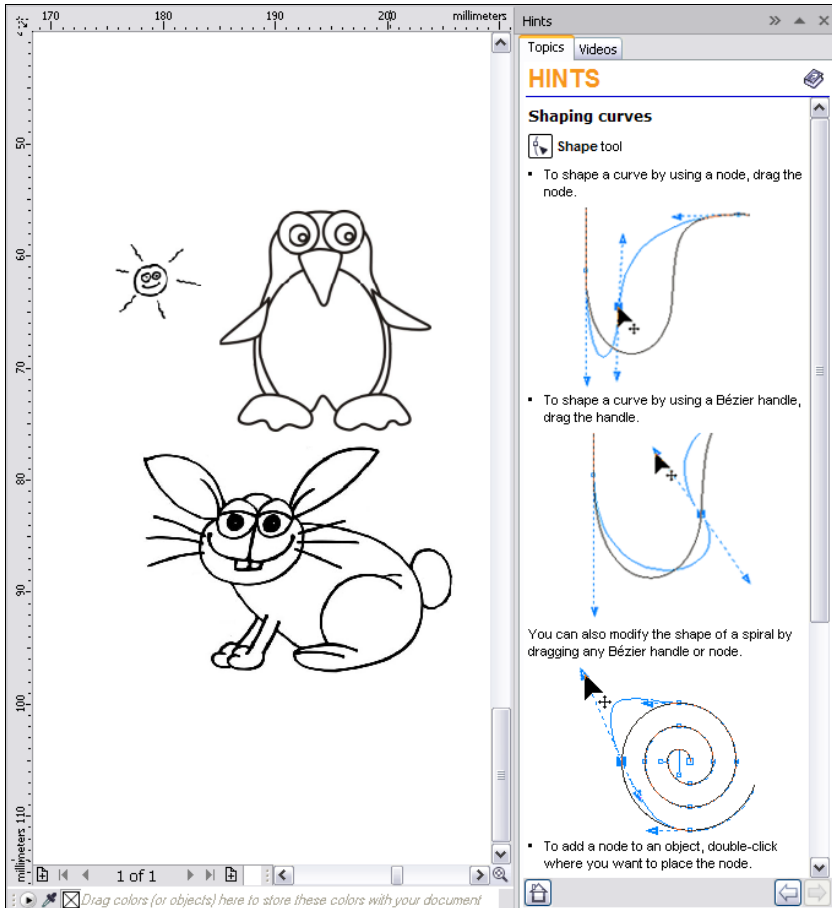 170 180 190 200 millimeters
50
60
70
80
90
100
110
millimeters
1 of 1
Drag colors (or objects) here to store these colors with your document
Hints
Topics Videos
HINTS
Shaping curves
Shape tool
▪ To shape a curve by using a node, drag the
node.
▪ To shape a curve by using a Bézier handle,
drag the handle.
You can also modify the shape of a spiral by
dragging any Bézier handle or node.
▪ To add a node to an object, double-click
where you want to place the node.